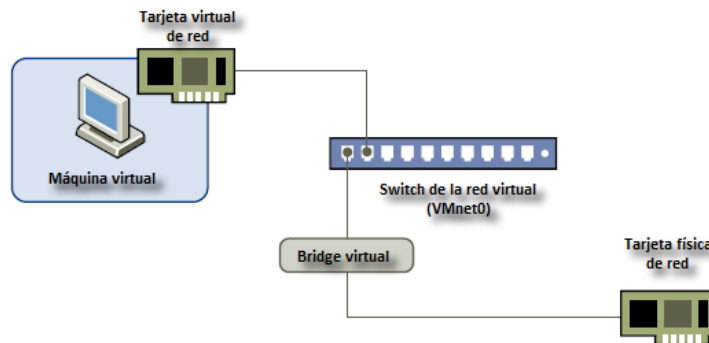 Tarjeta virtual
de red
Máquina virtual
Switch de la red virtual
(VMnet0)
Bridge virtual
Tarjeta física
de red